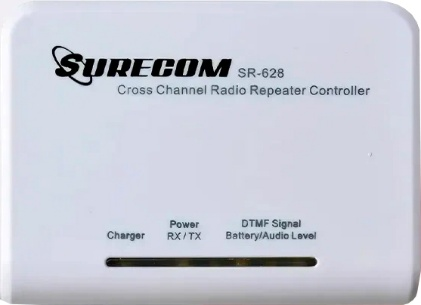 SURECOM SR-628
Cross Channel Radio Repeater Controller
Power DTMF Signal
Charger RX / TX Battery/Audio Level